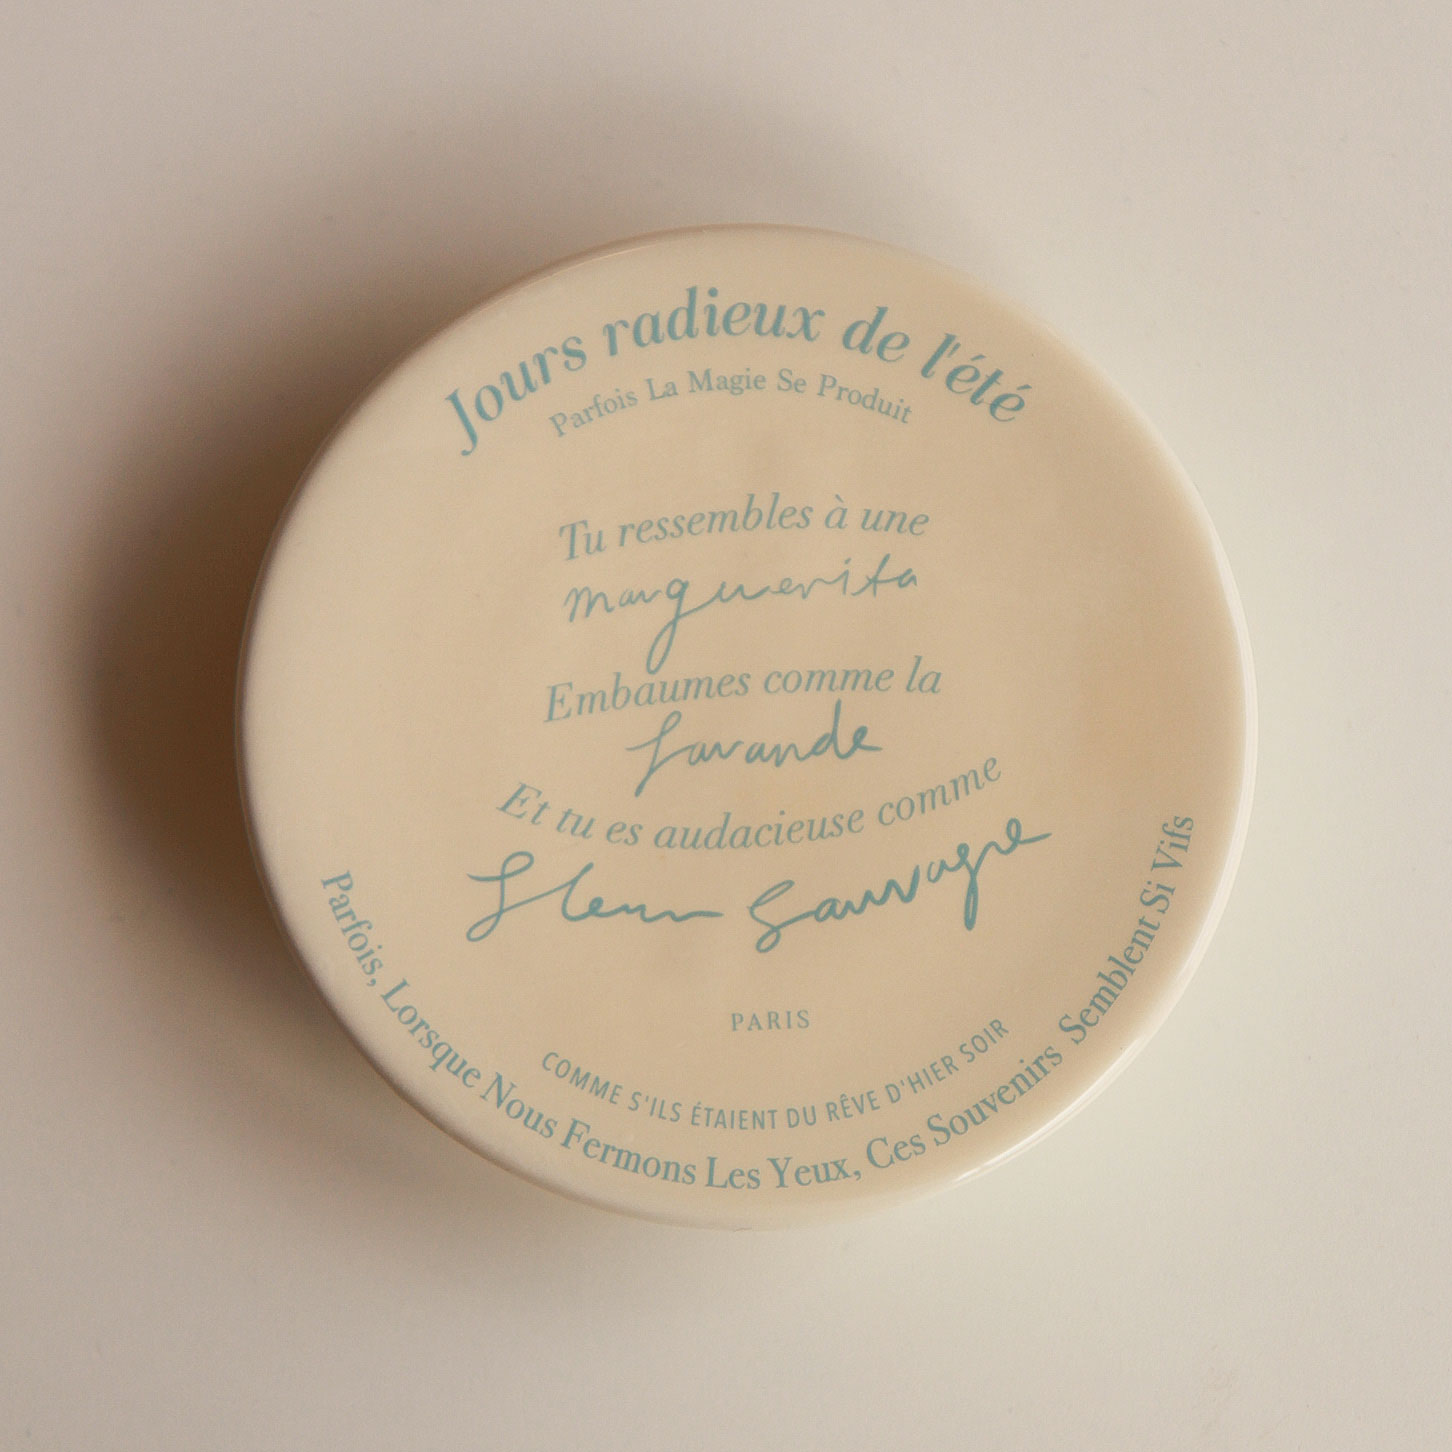 Jours radieux de l'été
Parfois La Magie Se Produit
Tu ressembles à une
marguerita
Embaumes comme la
Lavande
Et tu es audacieuse comme
Fleur Sauvagre
PARIS
COMME S'ILS ÉTAIENT DU RÊVE D'HIER SOIR
Parfois, Lorsque Nous Fermons Les Yeux, Ces Souvenirs Semblent Si Vifs